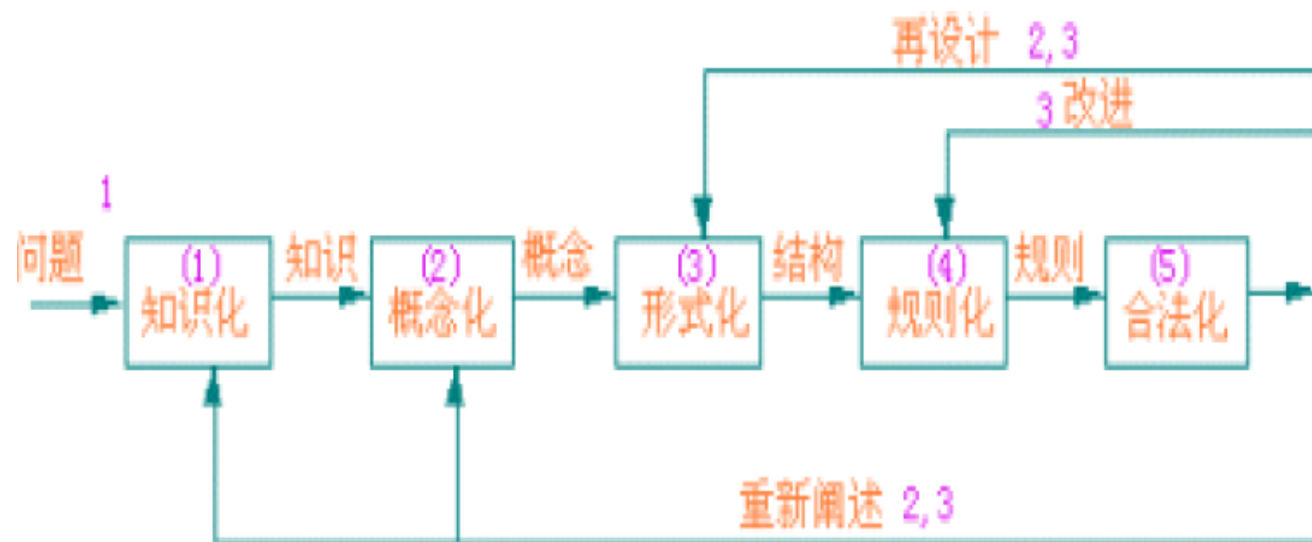 再设计 2,3
3 改进
1
问题
(1)
知识化
知识
(2)
概念化
概念
(3)
形式化
结构
(4)
规则化
规则
(5)
合法化
重新阐述 2,3